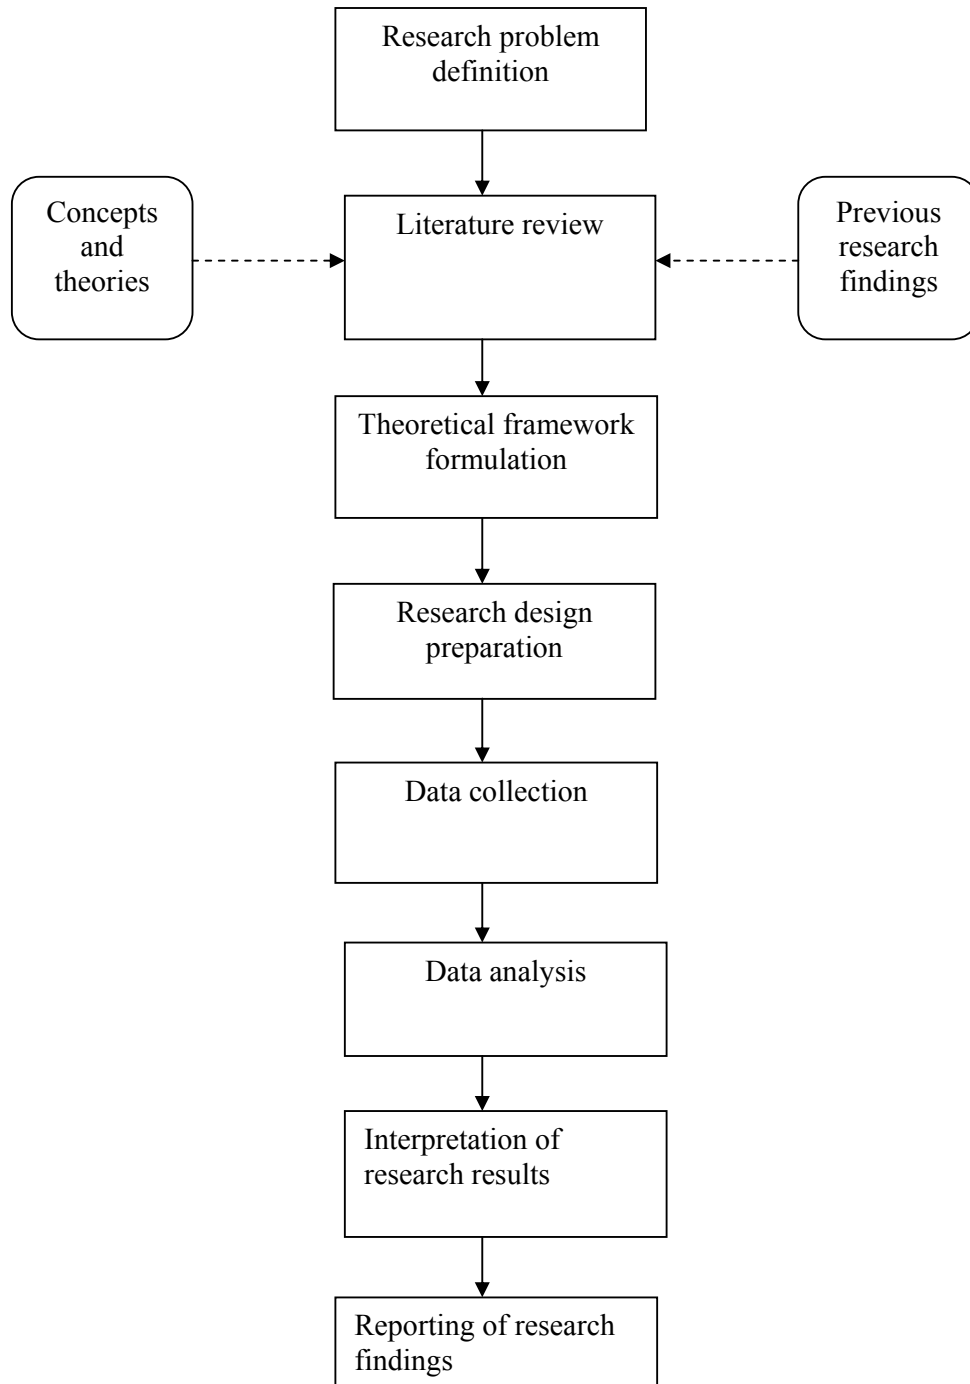 Research problem
definition
Concepts
and
theories
Literature review
Previous
research
findings
Theoretical framework
formulation
Research design
preparation
Data collection
Data analysis
Interpretation of
research results
Reporting of research
findings